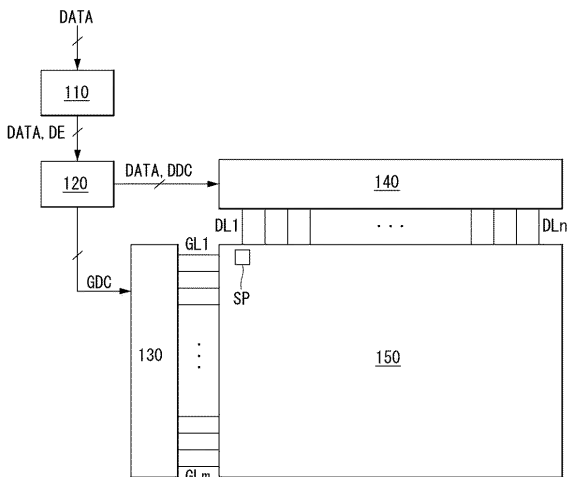 DATA
110
DATA, DE
120
DATA, DDC
140
DL1
...
DLn
GL1
SP
GDC
130
150
GLm